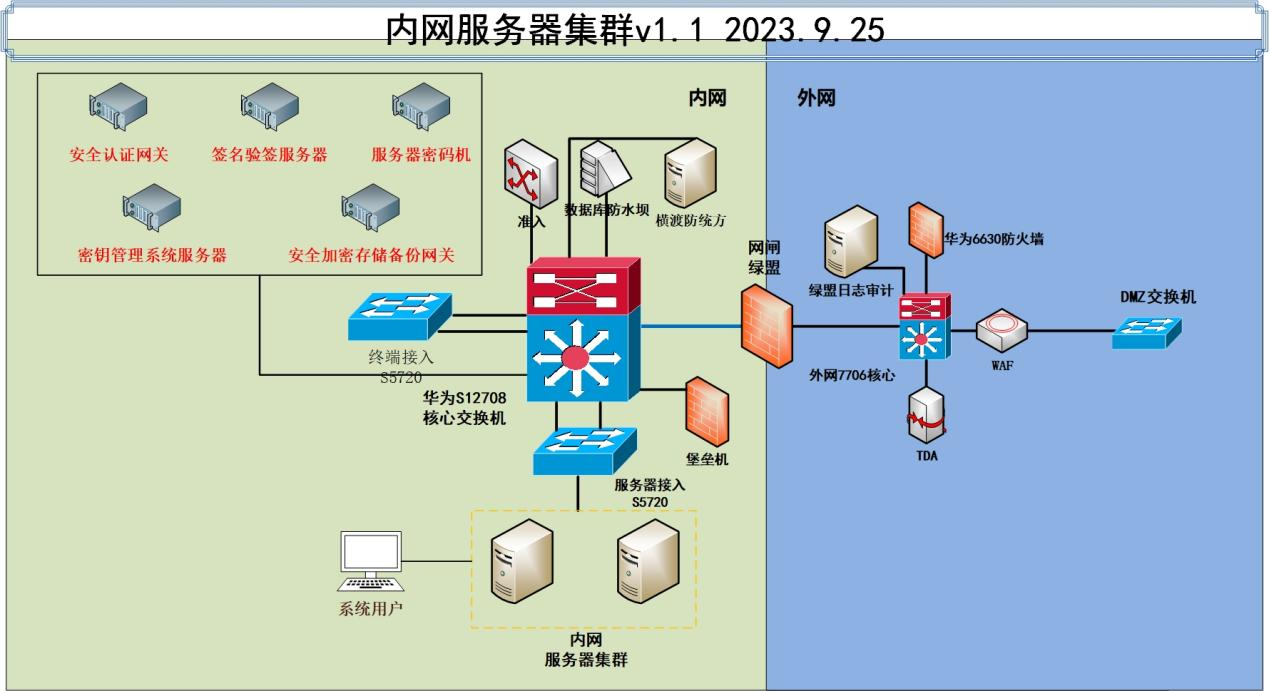 内网服务器集群v1.1 2023.9.25
内网
外网
安全认证网关
签名验签服务器
服务器密码机
密钥管理系统服务器
安全加密存储备份网关
准入
数据库防水坝
横渡防统方
网闸
绿盟
绿盟日志审计
华为6630防火墙
DMZ交换机
WAF
外网7706核心
TDA
终端接入
S5720
华为S12708
核心交换机
堡垒机
服务器接入
S5720
系统用户
内网
服务器集群